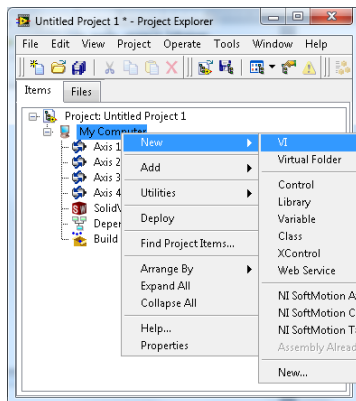 Untitled Project 1 * - Project Explorer
File Edit View Project Operate Tools Window Help
Items Files
Project: Untitled Project 1
My Computer
Axis 1
Axis 2
Axis 3
Axis 4
Build
New
Add
Utilities
Deploy
Find Project Items...
Arrange By
Expand All
Collapse All
Help...
Properties
VI
Virtual Folder
Control
Library
Variable
Class
XControl
Web Service
NI SoftMotion A
NI SoftMotion C
NI SoftMotion T
Assembly Alread
New...